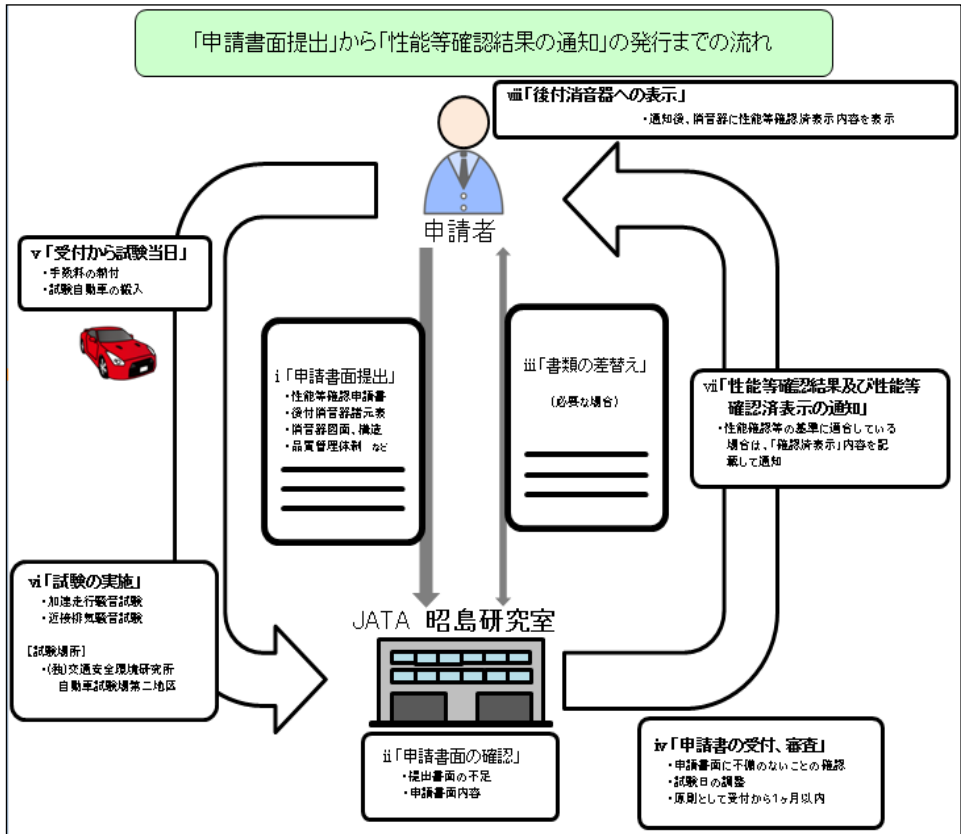 「申請書面提出」から「性能等確認結果の通知」の発行までの流れ
ⅷ「後付消音器への表示」
・通知後、消音器に性能等確認済表示内容を表示
申請者
ⅴ「受付から試験当日」
・手数料の納付
・試験自動車の搬入
ⅰ「申請書面提出」
・性能等確認申請書
・後付消音器諸元表
・消音器図面、構造
・品質管理体制 など
ⅲ「書類の差替え」
(必要な場合)
ⅶ「性能等確認結果及び性能等
確認済表示の通知」
・性能確認等の基準に適合している
場合は、「確認済表示」内容を記
載して通知
ⅵ「試験の実施」
・加速走行騒音試験
・近接排気騒音試験
[試験場所]
・(独)交通安全環境研究所
自動車試験場第二地区
JATA 昭島研究室
ⅱ「申請書面の確認」
・提出書面の不足
・申請書面内容
ⅳ「申請書の受付、審査」
・申請書面に不備のないことの確認
・試験日の調整
・原則として受付から1ヶ月以内